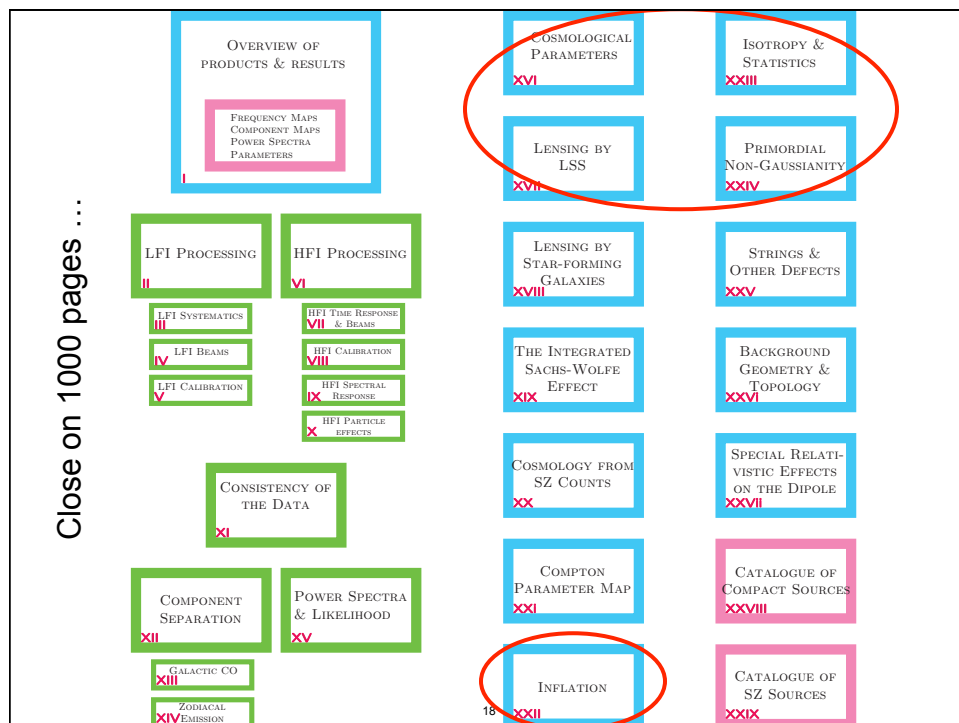 Close on 1000 pages ...
OVERVIEW OF
PRODUCTS & RESULTS
FREQUENCY MAPS
COMPONENT MAPS
POWER SPECTRA
PARAMETERS
I
LFI PROCESSING
II
HFI PROCESSING
VI
LFI SYSTEMATICS
III
LFI BEAMS
IV
LFI CALIBRATION
V
HFI TIME RESPONSE
& BEAMS
VII
HFI CALIBRATION
VIII
HFI SPECTRAL
RESPONSE
IX
HFI PARTICLE
EFFECTS
X
CONSISTENCY OF
THE DATA
XI
COMPONENT
SEPARATION
XII
POWER SPECTRA
& LIKELIHOOD
XV
GALACTIC CO
XIII
ZODIACAL
EMISSION
XIV
COSMOLOGICAL
PARAMETERS
XVI
ISOTROPY &
STATISTICS
XXIII
LENSING BY
LSS
XVII
PRIMORDIAL
NON-GAUSSIANITY
XXIV
LENSING BY
STAR-FORMING
GALAXIES
XVIII
STRINGS &
OTHER DEFECTS
XXV
THE INTEGRATED
SACHS-WOLFE
EFFECT
XIX
BACKGROUND
GEOMETRY &
TOPOLOGY
XXVi
COSMOLOGY FROM
SZ COUNTS
XX
SPECIAL RELATI-
VISTIC EFFECTS
ON THE DIPOLE
XXVii
COMPTON
PARAMETER MAP
XXI
CATALOGUE OF
COMPACT SOURCES
XXVIII
INFLATION
XXII
CATALOGUE OF
SZ SOURCES
XXIX
18